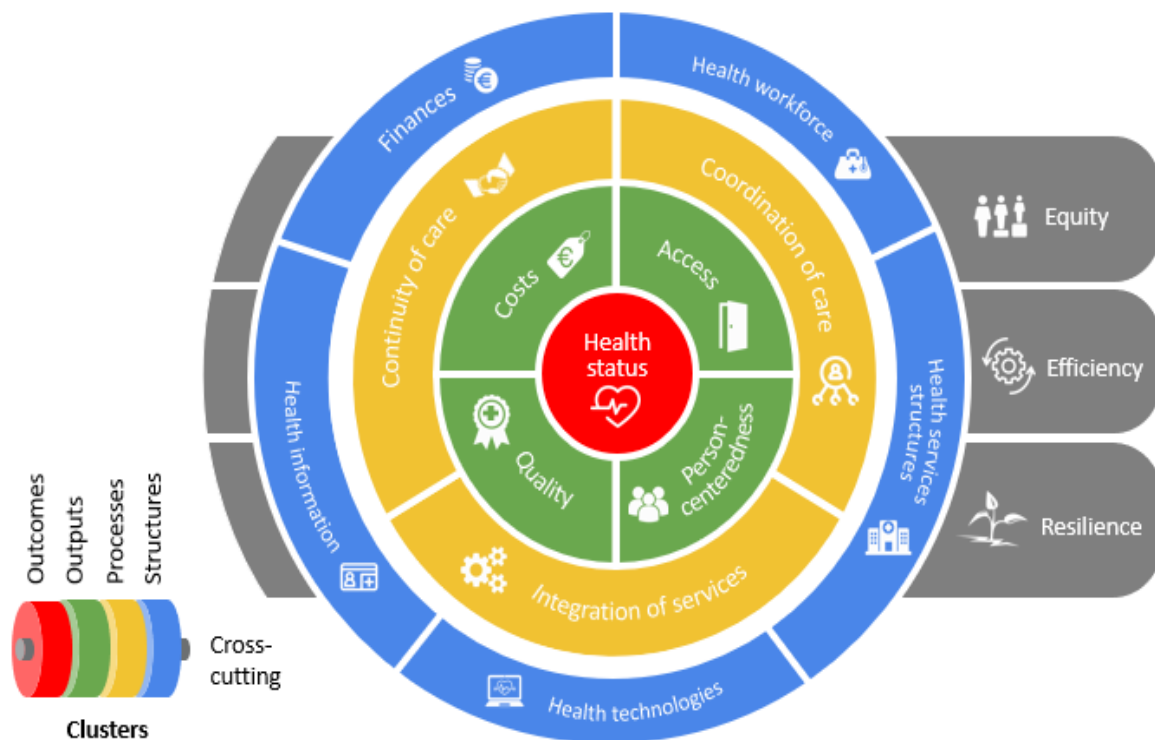 Finances
Health workforce
Continuity of care
Coordination of care
Costs
Access
Health
status
Quality
Person-
centeredness
Integration of services
Health information
Health services
structures
Health technologies
Equity
Efficiency
Resilience
Outcomes
Outputs
Processes
Structures
Cross-
cutting
Clusters